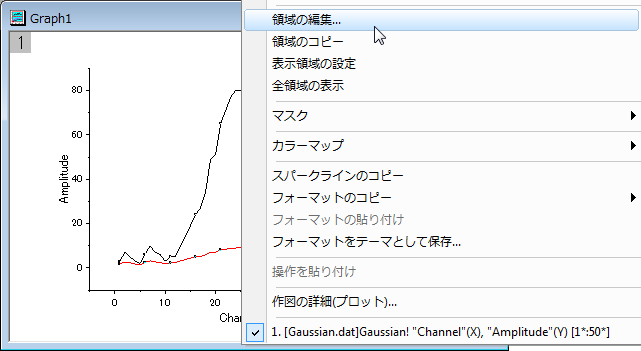 Graph1
1
80
60
40
20
0
Amplitude
0
10
20
Chan
領域の編集...
領域のコピー
表示領域の設定
全領域の表示
マスク
カラーマップ
スパークラインのコピー
フォーマットのコピー
フォーマットの貼り付け
フォーマットをテーマとして保存...
操作を貼り付け
作図の詳細(プロット)...
1. [Gaussian.dat]Gaussian! "Channel"(X), "Amplitude"(Y) [1*:50*]